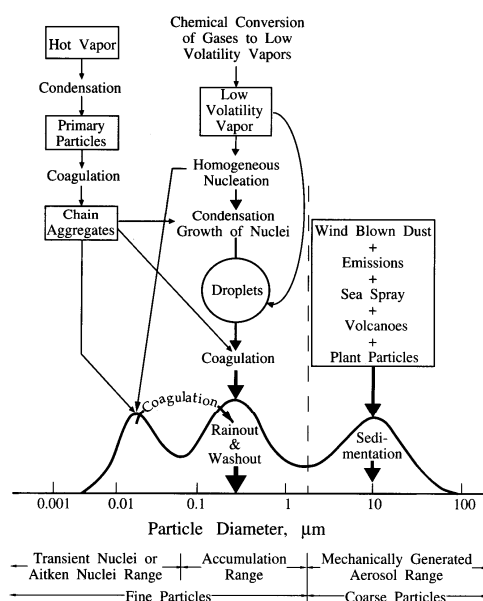 Hot Vapor
Condensation
Primary
Particles
Coagulation
Chain
Aggregates
Chemical Conversion
of Gases to Low
Volatility Vapors
Low
Volatility
Vapor
Homogeneous
Nucleation
Condensation
Growth of Nuclei
Droplets
Coagulation
Wind Blown Dust
+
Emissions
+
Sea Spray
+
Volcanoes
+
Plant Particles
Coagulation
Rainout
&
Washout
Sedi-
mentation
0.001 0.01 0.1 1 10 100
Particle Diameter, µm
Transient Nuclei or
Aitken Nuclei Range
Accumulation
Range
Mechanically Generated
Aerosol Range
Fine Particles
Coarse Particles